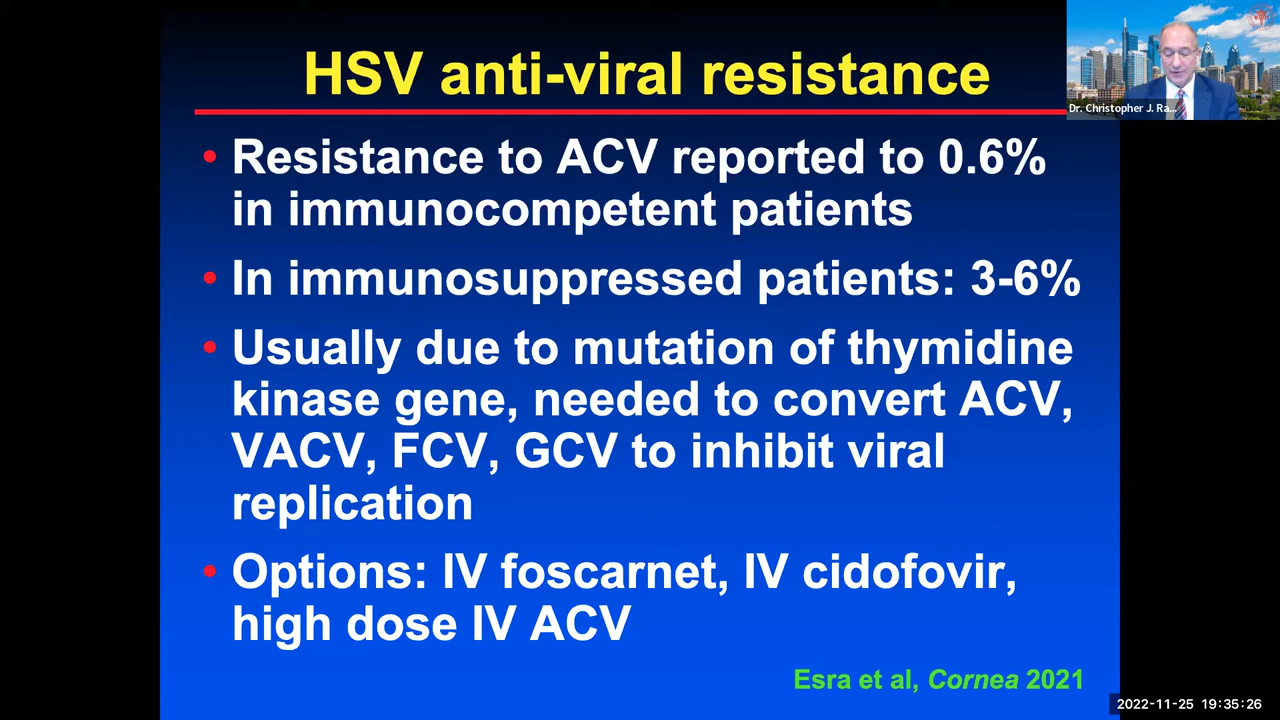 HSV anti-viral resistance
Dr. Christopher J. Ra...
• Resistance to ACV reported to 0.6%
in immunocompetent patients
• In immunosuppressed patients: 3-6%
• Usually due to mutation of thymidine
kinase gene, needed to convert ACV,
VACV, FCV, GCV to inhibit viral
replication
• Options: IV foscarnet, IV cidofovir,
high dose IV ACV
Esra et al, Cornea 2021
2022-11-25 19:35:26